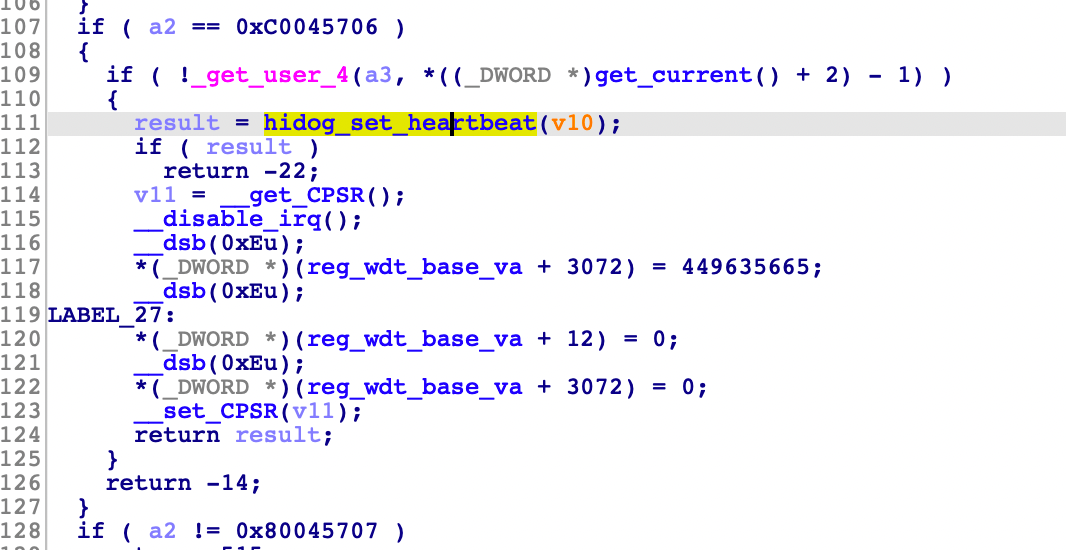 106 }
107 if ( a2 == 0xC0045706 )
108 {
109 if ( !_get_user_4(a3, *((_DWORD *)get_current() + 2) - 1) )
110 {
111 result = hidog_set_heartbeat(v10);
112 if ( result )
113 return -22;
114 v11 = __get_CPSR();
115 __disable_irq();
116 __dsb(0xEu);
117 *(_DWORD *)(reg_wdt_base_va + 3072) = 449635665;
118 __dsb(0xEu);
119 LABEL_27:
120 *(_DWORD *)(reg_wdt_base_va + 12) = 0;
121 __dsb(0xEu);
122 *(_DWORD *)(reg_wdt_base_va + 3072) = 0;
123 __set_CPSR(v11);
124 return result;
125 }
126 return -14;
127 }
128 if ( a2 != 0x80045707 )